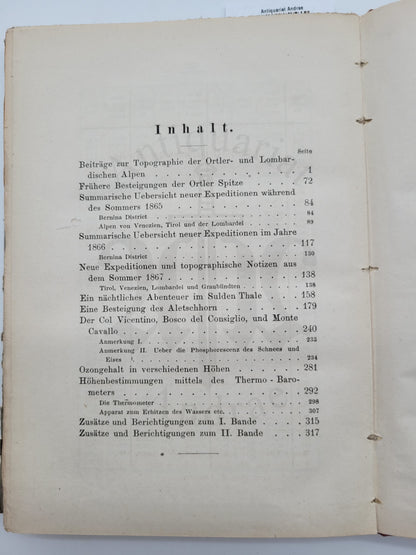 Antiquariat Andree
Inhalt.
Seite
Beiträge zur Topographie der Ortler- und Lombar-
dischen Alpen . . . . . . . . . . . 1
Frühere Besteigungen der Ortler Spitze . . . . . 72
Summarische Uebersicht neuer Expeditionen während
des Sommers 1865 . . . . . . . . . 84
Bernina District . . . . . . . . . . 84
Alpen von Venezien, Tirol und der Lombardei . . 89
Summarische Uebersicht neuer Expeditionen im Jahre
1866 . . . . . . . . . . . . . 117
Bernina District . . . . . . . . . . 130
Neue Expeditionen und topographische Notizen aus
dem Sommer 1867 . . . . . . . . . 138
Tirol, Venezien, Lombardei und Graubündten . . 138
Ein nächtliches Abenteuer im Sulden Thale . . . . 158
Eine Besteigung des Aletschhorn . . . . . . . 179
Der Col Vicentino, Bosco del Consiglio, und Monte
Cavallo . . . . . . . . . . . . 240
Anmerkung I. . . . . . . . . . . . 233
Anmerkung II. Ueber die Phosphorescenz des Schnees und
Eises . . . . . . . . . . . . 234
Ozongehalt in verschiedenen Höhen . . . . . . 281
Höhenbestimmungen mittels des Thermo-Baro-
meters . . . . . . . . . . . . 292
Die Thermometer . . . . . . . . . . 298
Apparat zum Erhitzen des Wassers etc. . . . . . 307
Zusätze und Berichtigungen zum I. Bande . . . . 315
Zusätze und Berichtigungen zum II. Bande . . . . 317